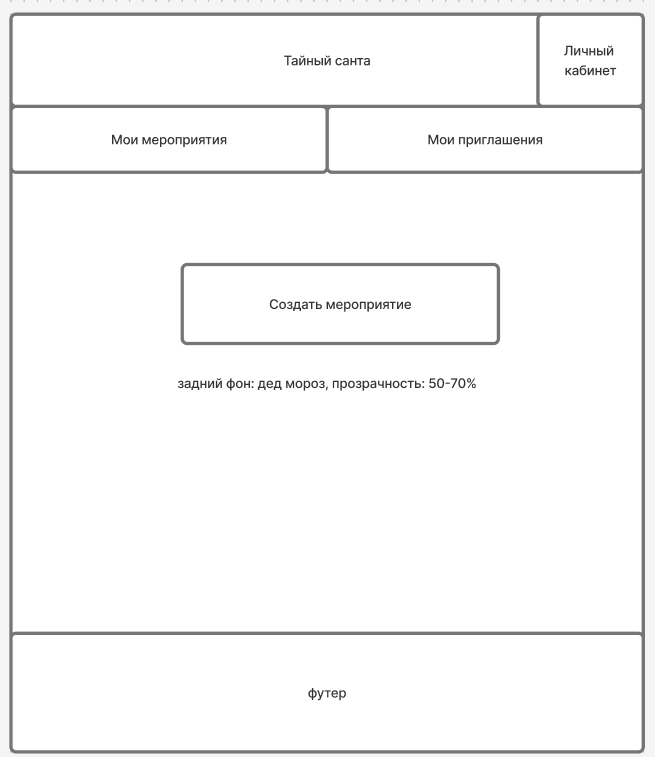 Тайный санта
Личный
кабинет
Мои мероприятия
Мои приглашения
Создать мероприятие
задний фон: дед мороз, прозрачность: 50-70%
футер